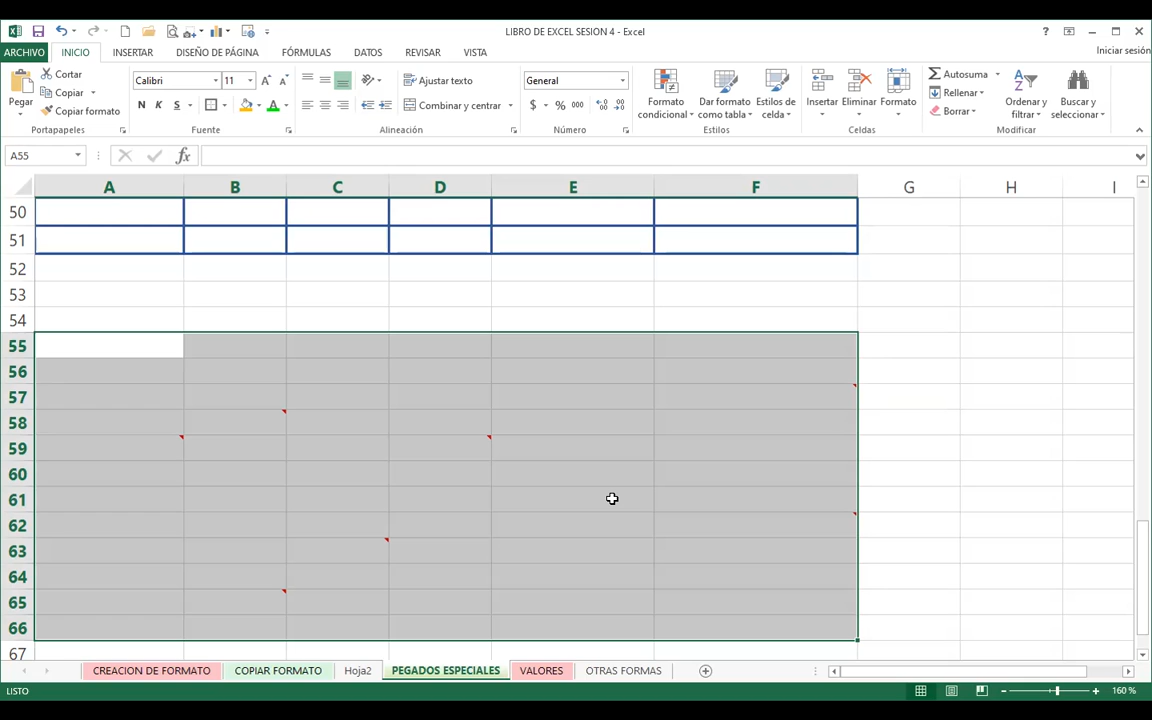 LIBRO DE EXCEL SESION 4 - Excel
Iniciar sesión
ARCHIVO INICIO INSERTAR DISEÑO DE PÁGINA FÓRMULAS DATOS REVISAR VISTA
Pegar
Cortar
Copiar
Copiar formato
Portapapeles
Calibri 11
N K S A
Fuente
Ajustar texto
Combinar y centrar
Alineación
General
$ % 000
Número
Formato condicional
Dar formato como tabla
Estilos de celda
Estilos
Insertar
Eliminar
Formato
Celdas
Autosuma
Rellenar
Borrar
Ordenar y filtrar
Buscar y seleccionar
Modificar
A55 fx
A B C D E F G H I
50
51
52
53
54
55
56
57
58
59
60
61
62
63
64
65
66
67
CREACION DE FORMATO COPIAR FORMATO Hoja2 PEGADOS ESPECIALES VALORES OTRAS FORMAS
LISTO 160 %